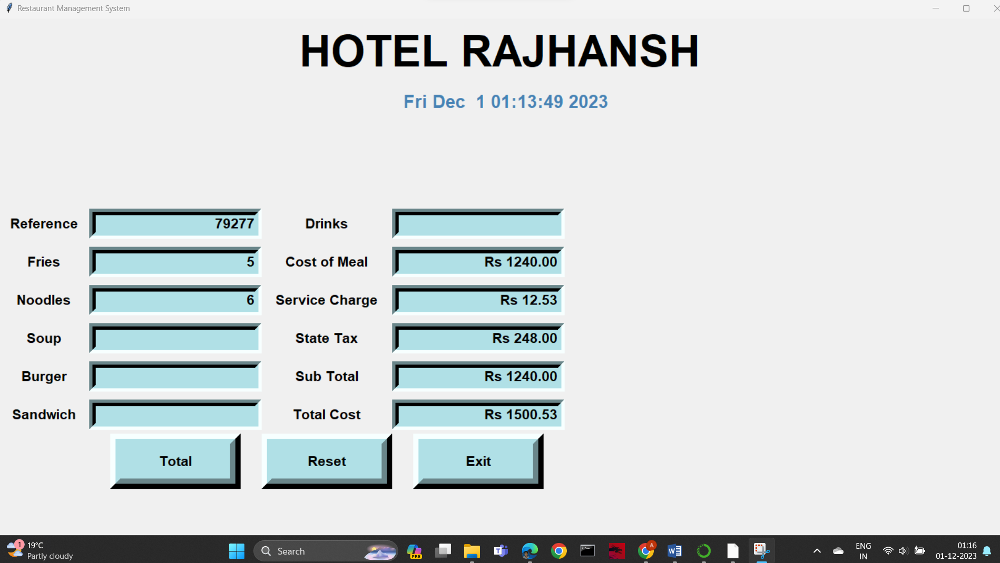 Restaurant Management System
HOTEL RAJHANSH
Fri Dec  1 01:13:49 2023
Reference 79277 Drinks
Fries 5 Cost of Meal Rs 1240.00
Noodles 6 Service Charge Rs 12.53
Soup State Tax Rs 248.00
Burger Sub Total Rs 1240.00
Sandwich Total Cost Rs 1500.53
Total Reset Exit
1 19°C
Partly cloudy
Search
PRE
T
A
W
ENG
IN
01:16
01-12-2023